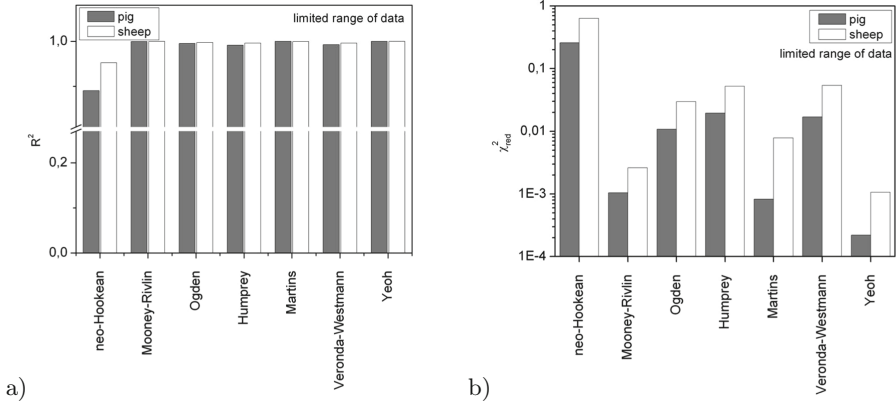 pig
sheep
limited range of data
1,0
0,2
0,0
R²
neo-Hookean
Mooney-Rivlin
Ogden
Humprey
Martins
Veronda-Westmann
Yeoh
a)
pig
sheep
limited range of data
1
0,1
0,01
1E-3
1E-4
χ²red
neo-Hookean
Mooney-Rivlin
Ogden
Humprey
Martins
Veronda-Westmann
Yeoh
b)